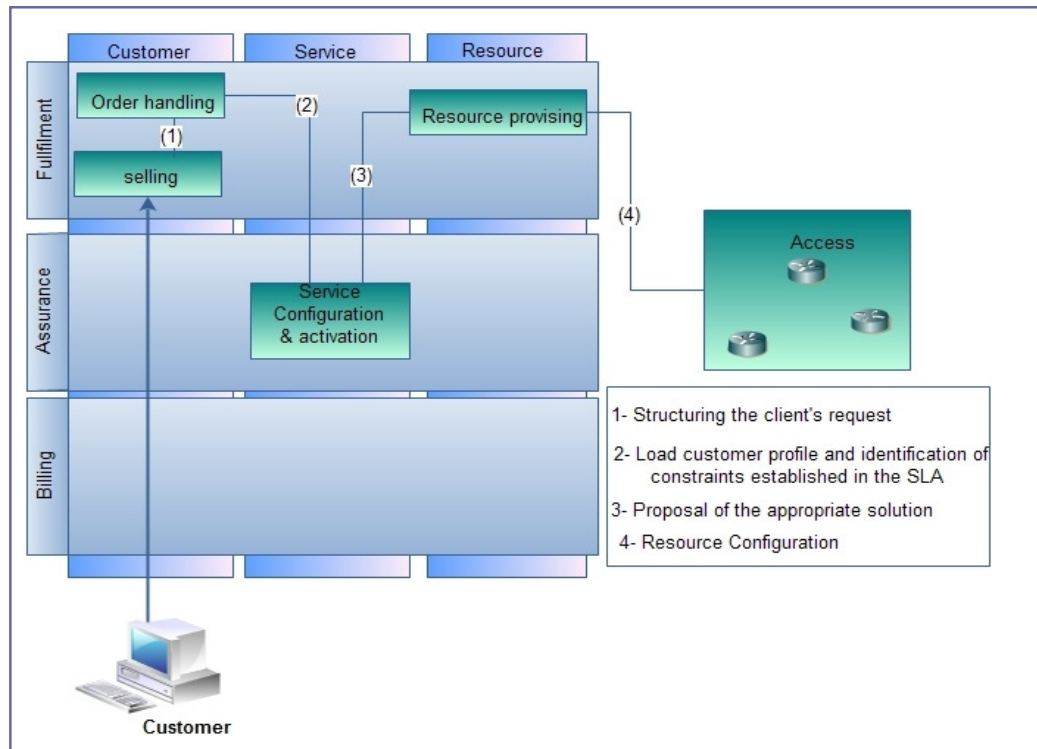 Customer
Service
Resource
Fullfilment
Order handling
(1)
selling
(2)
(3)
Resource provising
(4)
Access
Assurance
Service
Configuration
& activation
Billing
1- Structuring the client's request
2- Load customer profile and identification of
constraints established in the SLA
3- Proposal of the appropriate solution
4- Resource Configuration
Customer